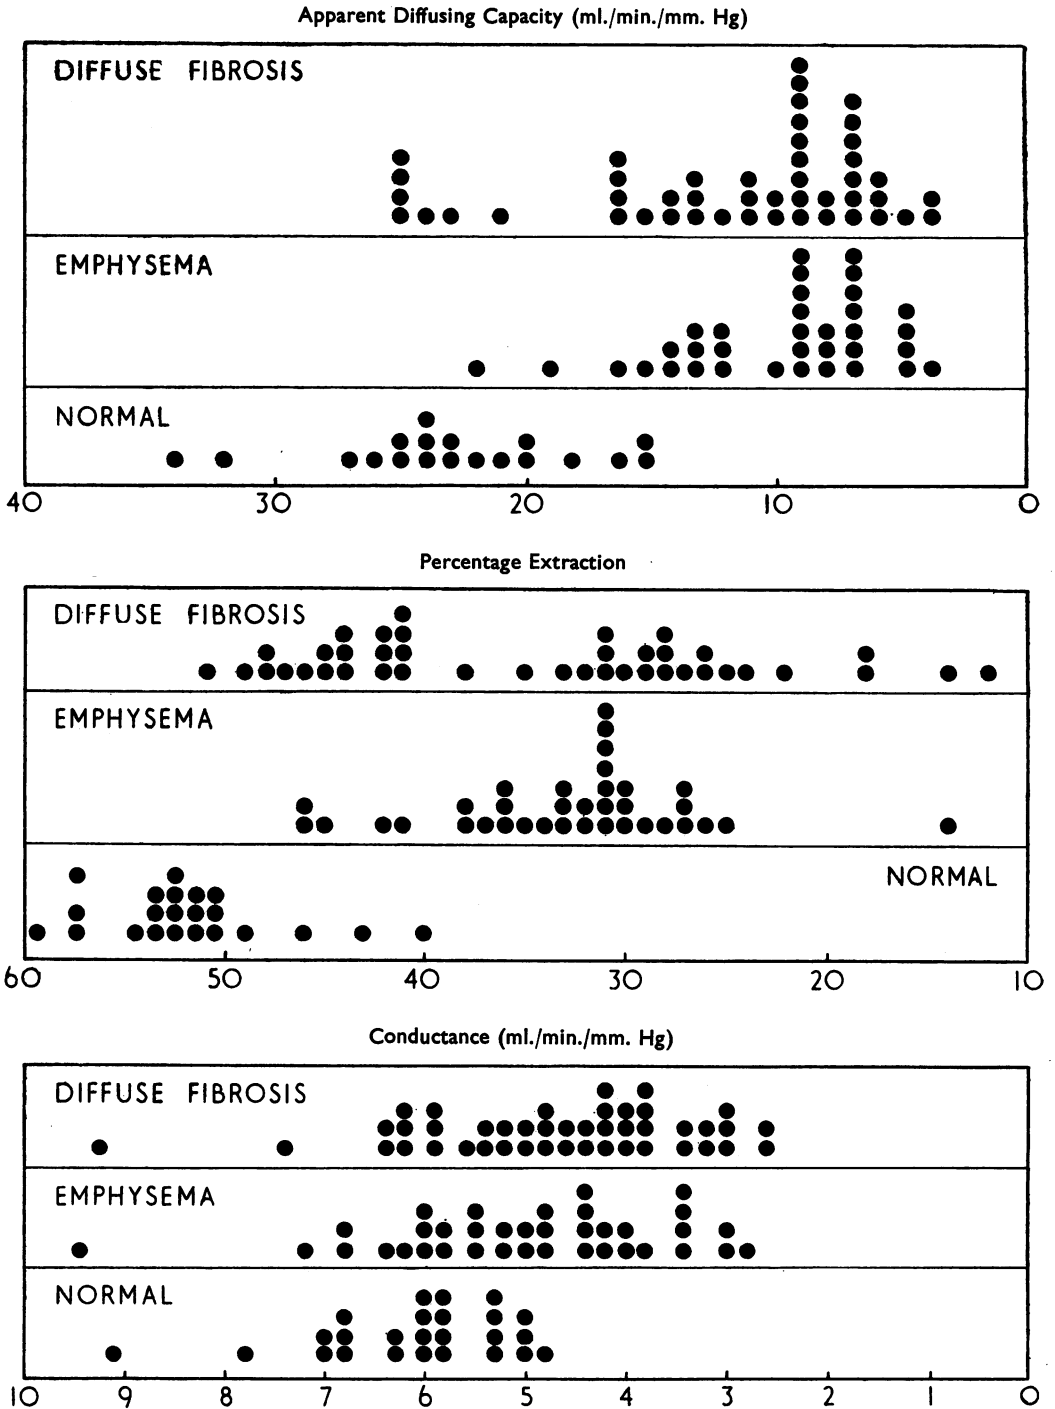 Apparent Diffusing Capacity (ml./min./mm. Hg)
DIFFUSE FIBROSIS
EMPHYSEMA
NORMAL
40 30 20 10 0
Percentage Extraction
DIFFUSE FIBROSIS
EMPHYSEMA
NORMAL
60 50 40 30 20 10
Conductance (ml./min./mm. Hg)
DIFFUSE FIBROSIS
EMPHYSEMA
NORMAL
10 9 8 7 6 5 4 3 2 1 0